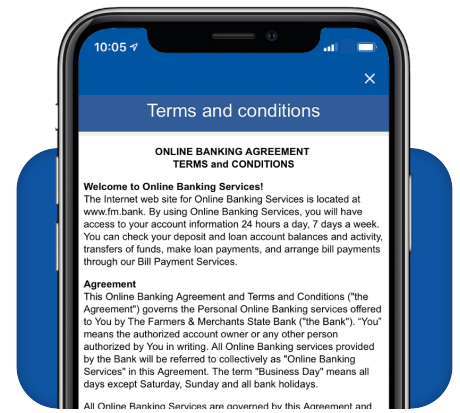 10:05
Terms and conditions
ONLINE BANKING AGREEMENT
TERMS and CONDITIONS
Welcome to Online Banking Services!
The Internet web site for Online Banking Services is located at
www.fm.bank. By using Online Banking Services, you will have
access to your account information 24 hours a day, 7 days a week.
You can check your deposit and loan account balances and activity,
transfers of funds, make loan payments, and arrange bill payments
through our Bill Payment Services.
Agreement
This Online Banking Agreement and Terms and Conditions ("the
Agreement") governs the Personal Online Banking services offered
to You by The Farmers & Merchants State Bank ("the Bank"). “You”
means the authorized account owner or any other person
authorized by You in writing. All Online Banking services provided
by the Bank will be referred to collectively as "Online Banking
Services" in this Agreement. The term "Business Day" means all
days except Saturday, Sunday and all bank holidays.
All Online Banking Services are governed by this Agreement and